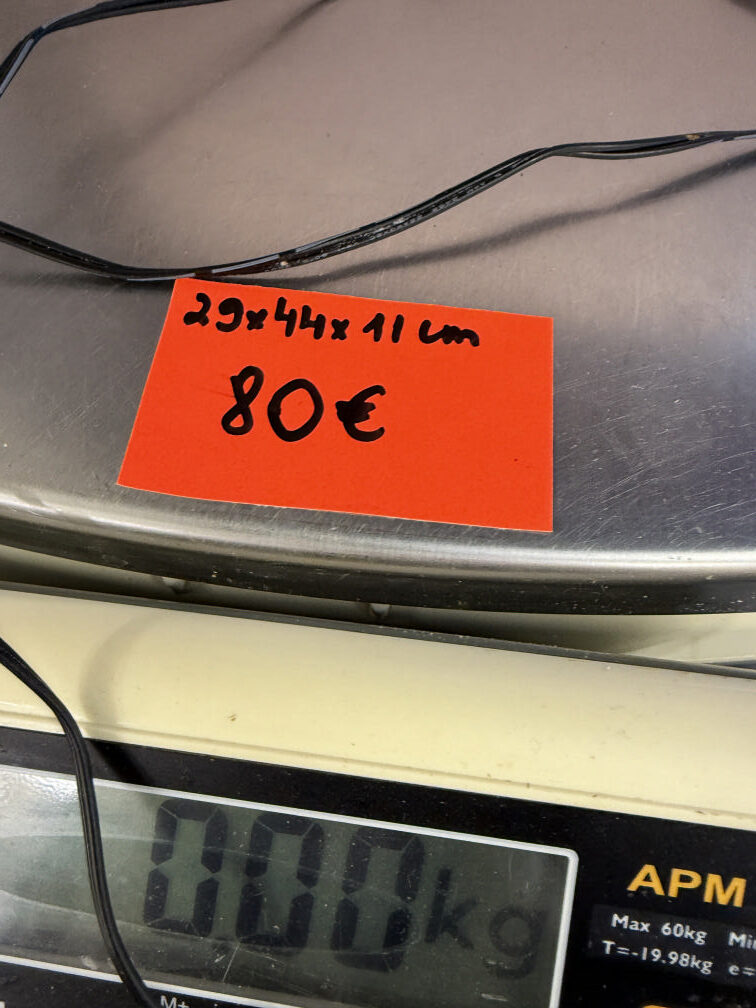 29x44x11 cm
80€
000kg
APM
Max 60kg
T=-19.98kg e=
M+